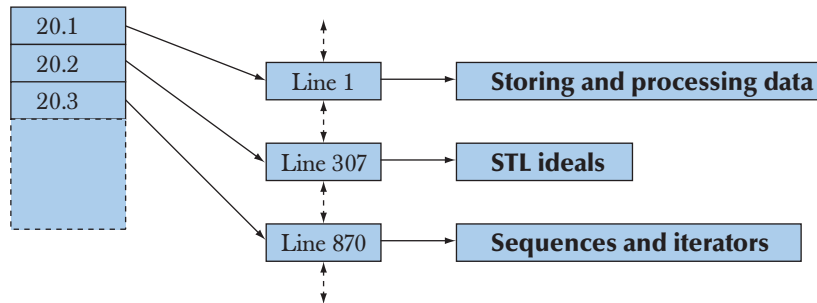 20.1
20.2
20.3
Line 1
Storing and processing data
Line 307
STL ideals
Line 870
Sequences and iterators